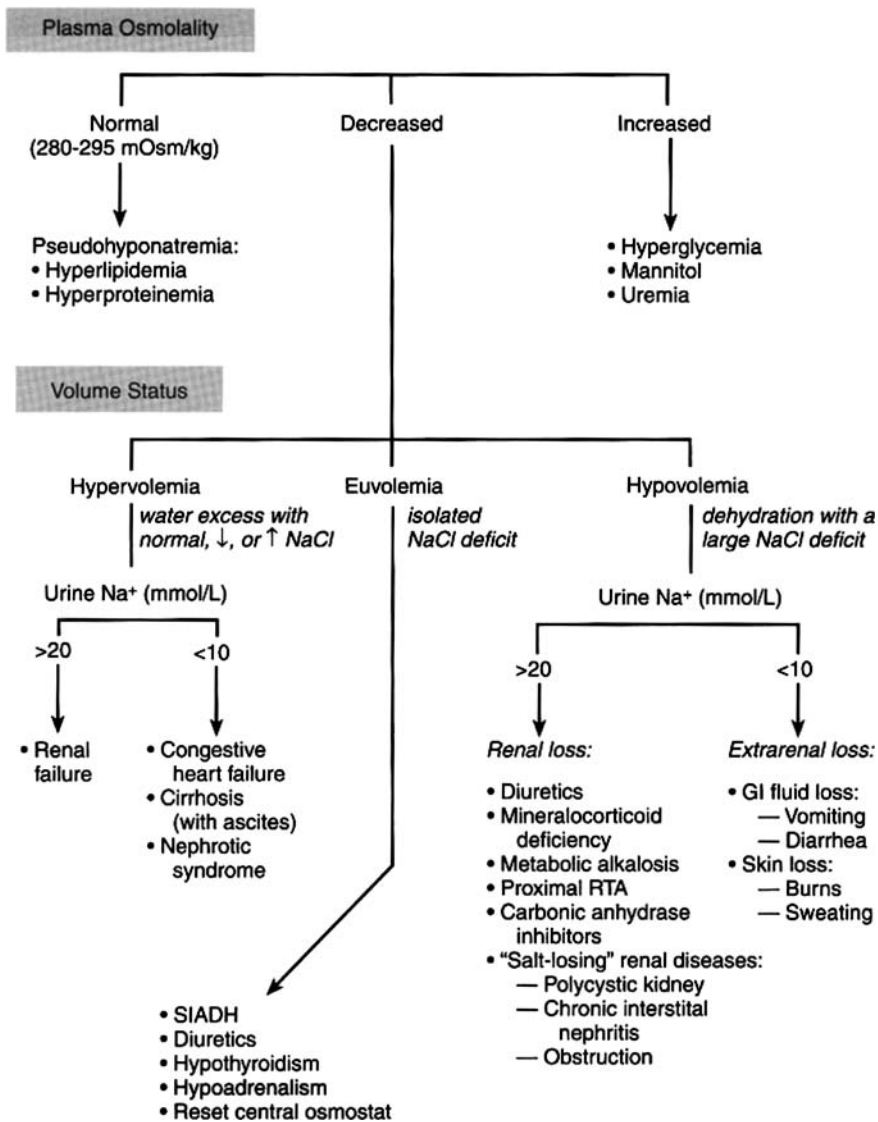 Plasma Osmolality
Normal
(280-295 mOsm/kg)
Decreased
Increased
Pseudohyponatremia:
• Hyperlipidemia
• Hyperproteinemia
• Hyperglycemia
• Mannitol
• Uremia
Volume Status
Hypervolemia
water excess with
normal, ↓, or ↑ NaCl
Euvolemia
isolated
NaCl deficit
Hypovolemia
dehydration with a
large NaCl deficit
Urine Na⁺ (mmol/L)
>20
<10
• Renal
failure
• Congestive
heart failure
• Cirrhosis
(with ascites)
• Nephrotic
syndrome
Urine Na⁺ (mmol/L)
>20
<10
Renal loss:
• Diuretics
• Mineralocorticoid
deficiency
• Metabolic alkalosis
• Proximal RTA
• Carbonic anhydrase
inhibitors
• "Salt-losing" renal diseases:
— Polycystic kidney
— Chronic interstital
nephritis
— Obstruction
Extrarenal loss:
• GI fluid loss:
— Vomiting
— Diarrhea
• Skin loss:
— Burns
— Sweating
• SIADH
• Diuretics
• Hypothyroidism
• Hypoadrenalism
• Reset central osmostat